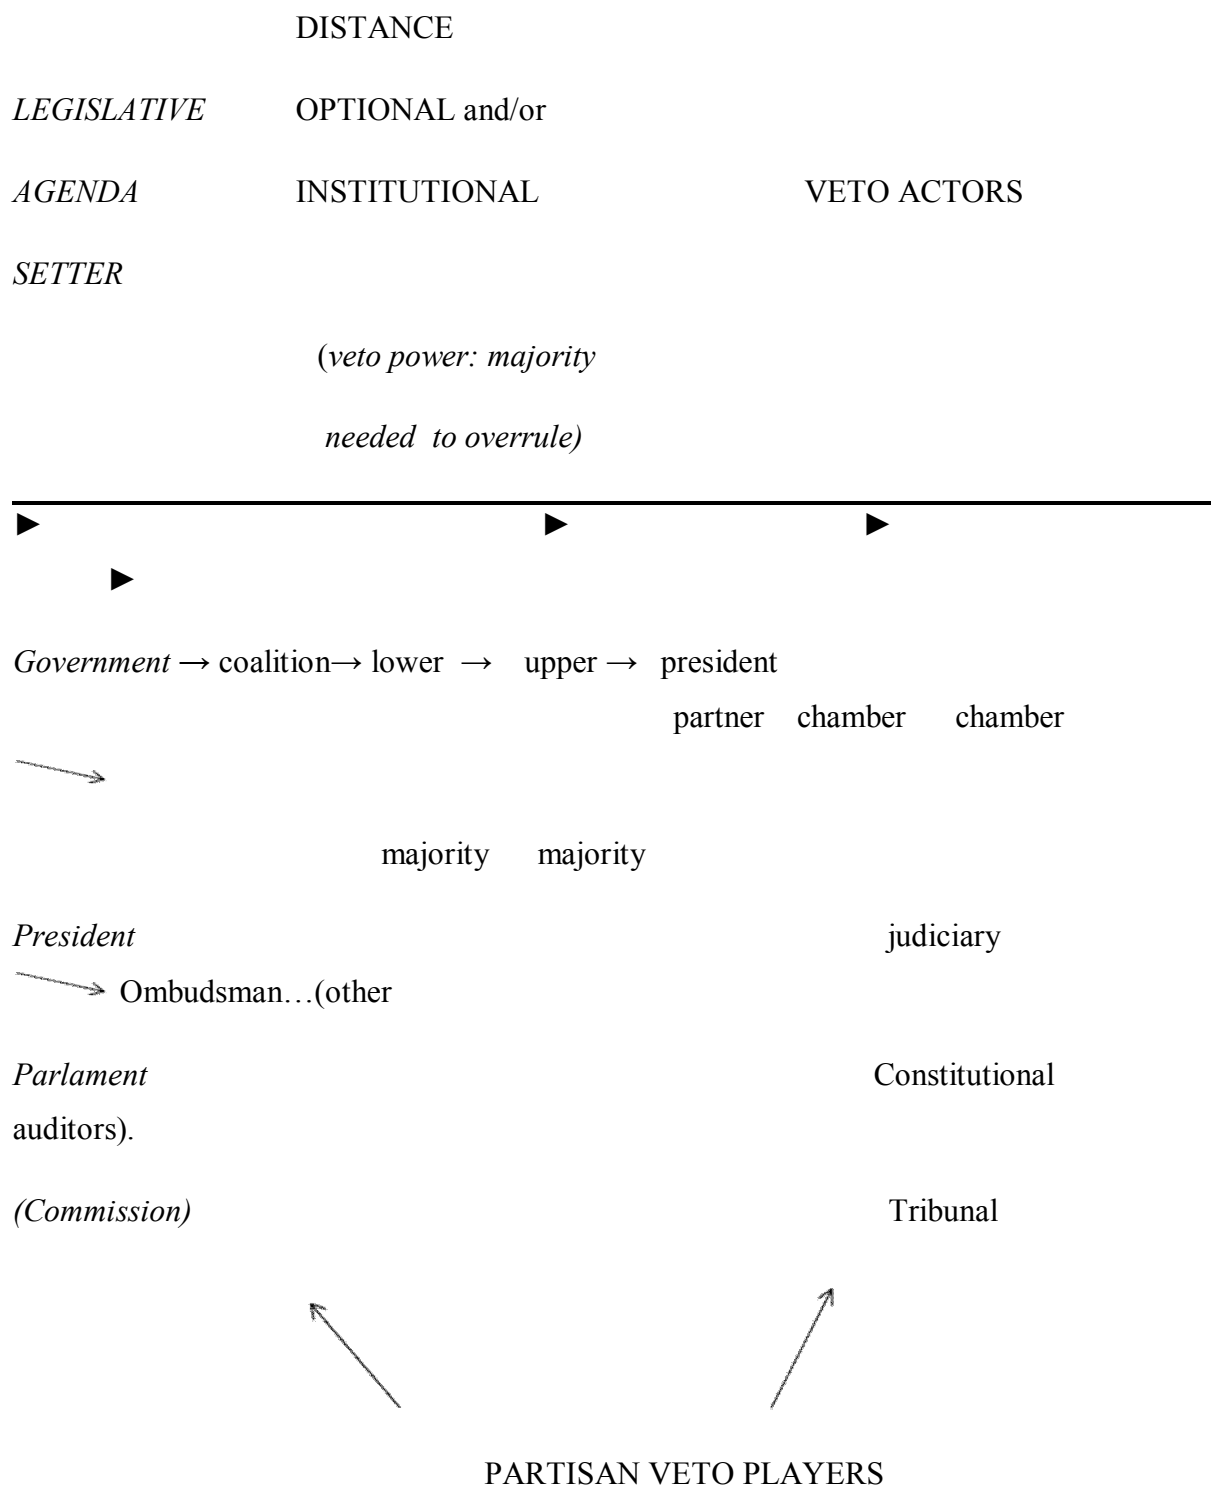 DISTANCE
LEGISLATIVE OPTIONAL and/or
AGENDA INSTITUTIONAL VETO ACTORS
SETTER
(veto power: majority
needed to overrule)
► ► ►
►
Government → coalition→ lower → upper → president
partner chamber chamber
majority majority
President judiciary
Ombudsman…(other
Parlament Constitutional
auditors).
(Commission) Tribunal
PARTISAN VETO PLAYERS